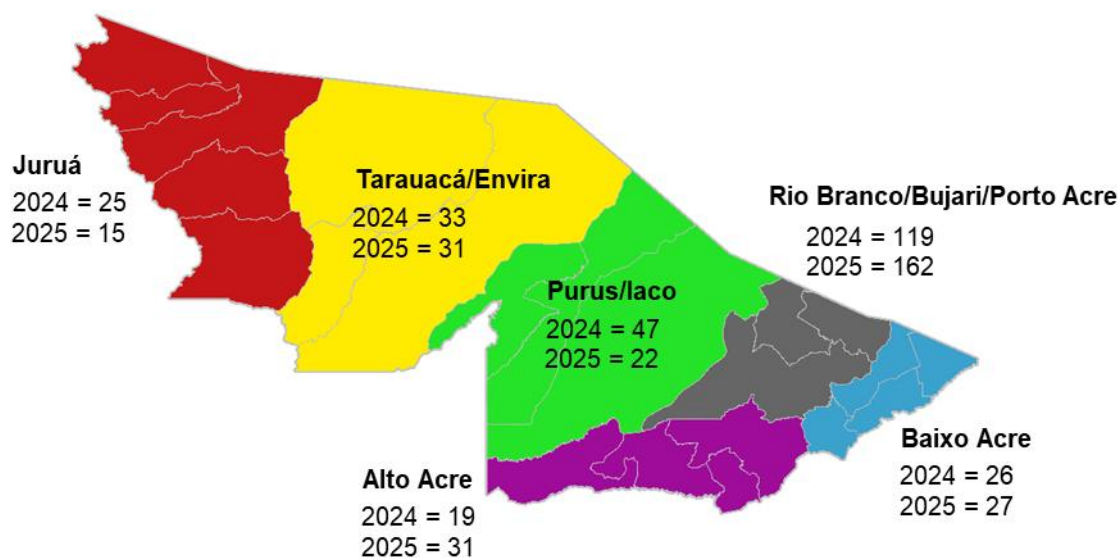 Juruá
2024 = 25
2025 = 15
Tarauacá/Envira
2024 = 33
2025 = 31
Rio Branco/Bujari/Porto Acre
2024 = 119
2025 = 162
Purus/Iaco
2024 = 47
2025 = 22
Baixo Acre
2024 = 26
2025 = 27
Alto Acre
2024 = 19
2025 = 31